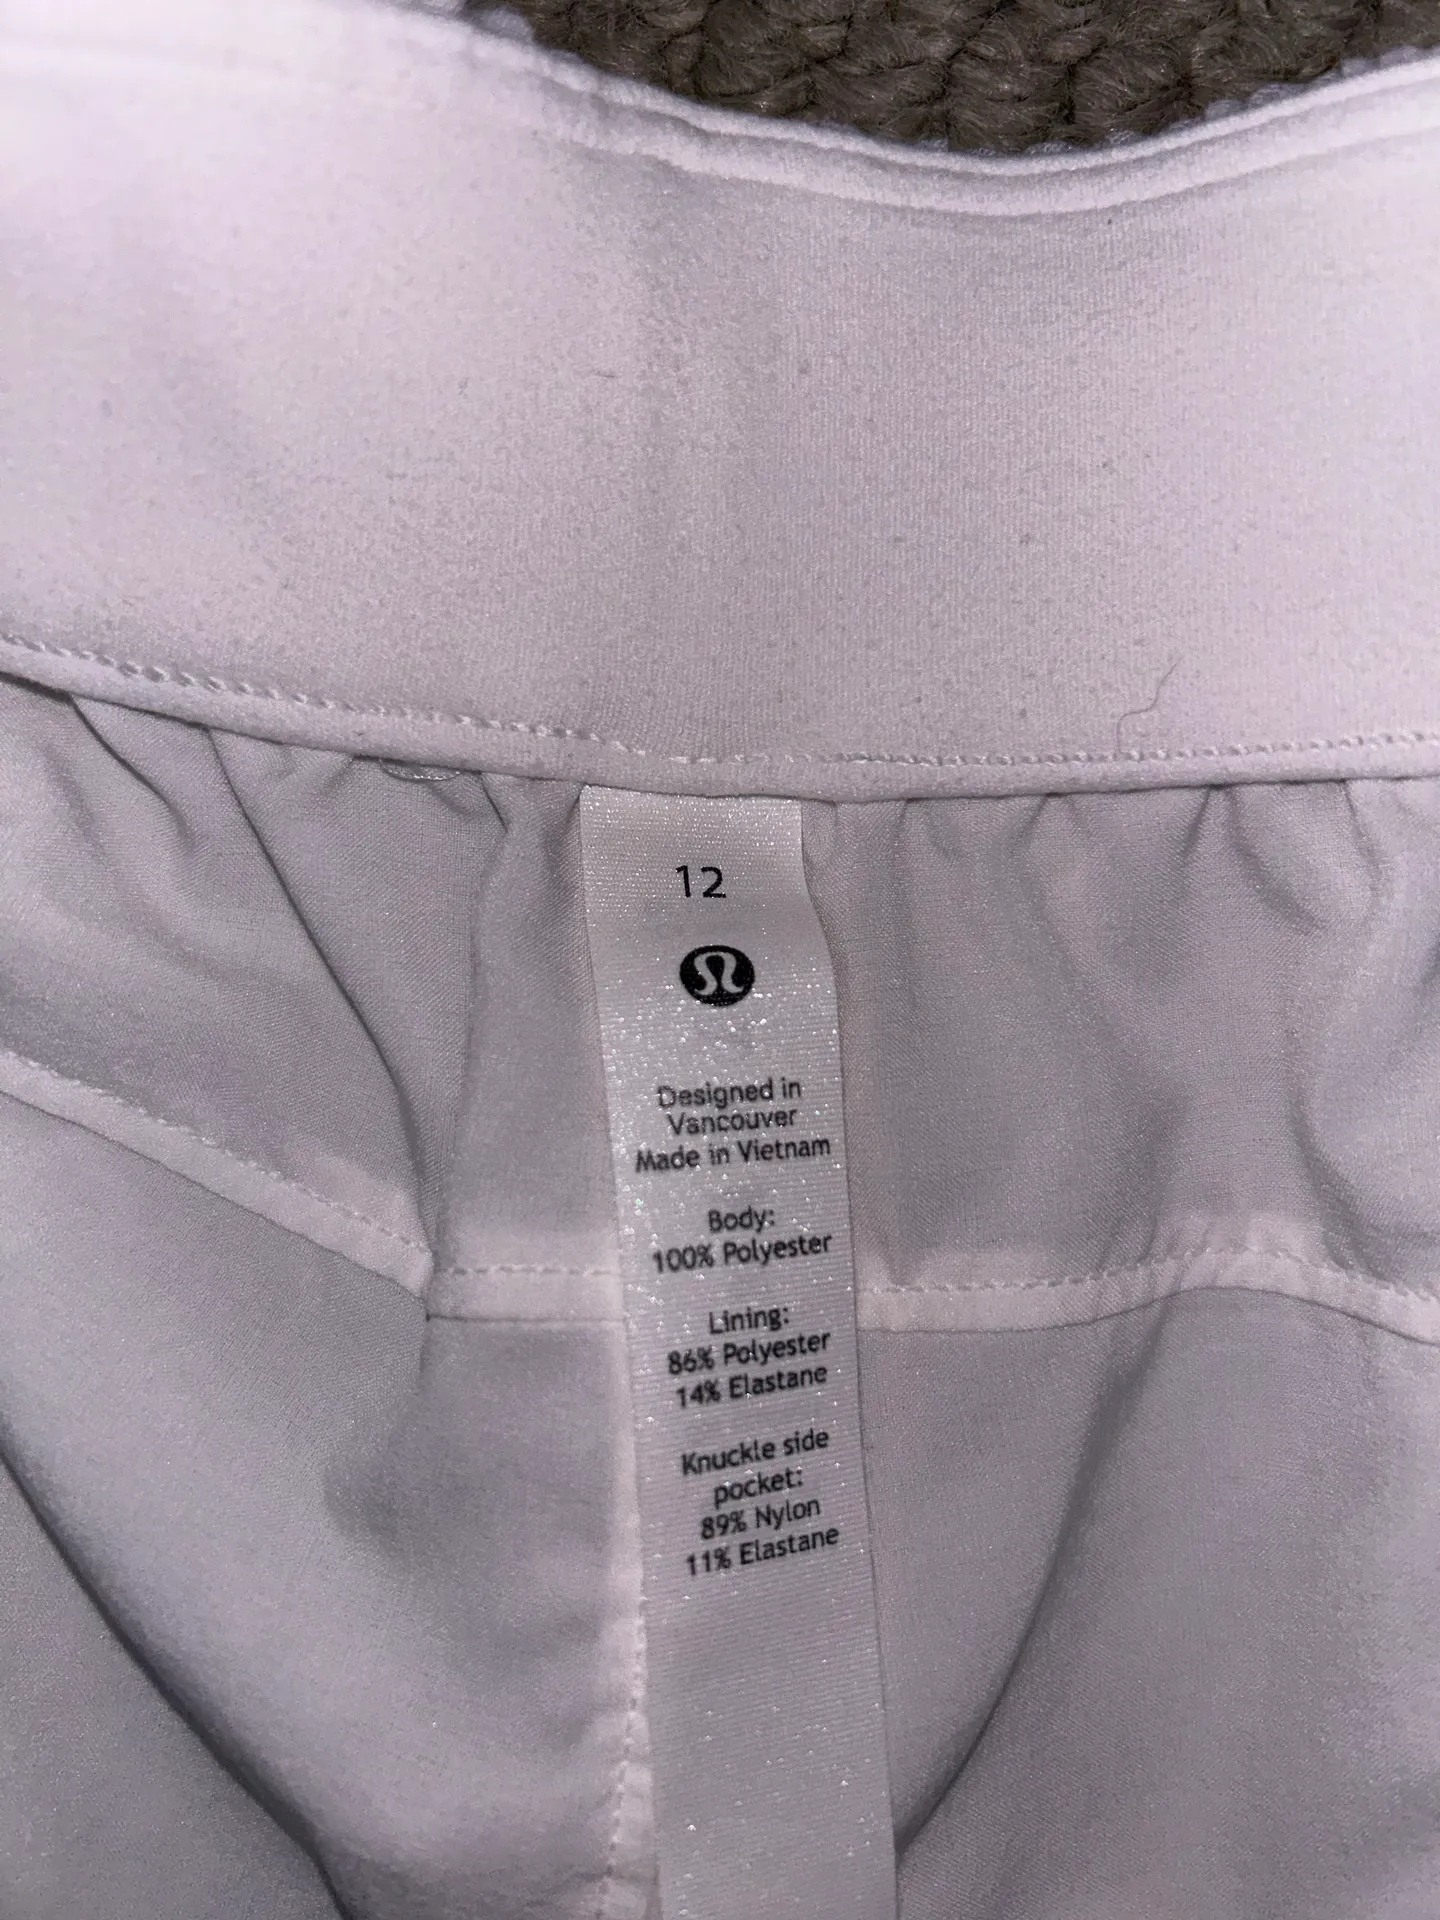 12
Designed in
Vancouver
Made in Vietnam
Body:
100% Polyester
Lining:
86% Polyester
14% Elastane
Knuckle side
pocket:
89% Nylon
11% Elastane